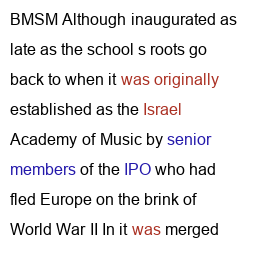 BMSM Although inaugurated as
late as the school s roots go
back to when it was originally
established as the Israel
Academy of Music by senior
members of the IPO who had
fled Europe on the brink of
World War II In it was merged